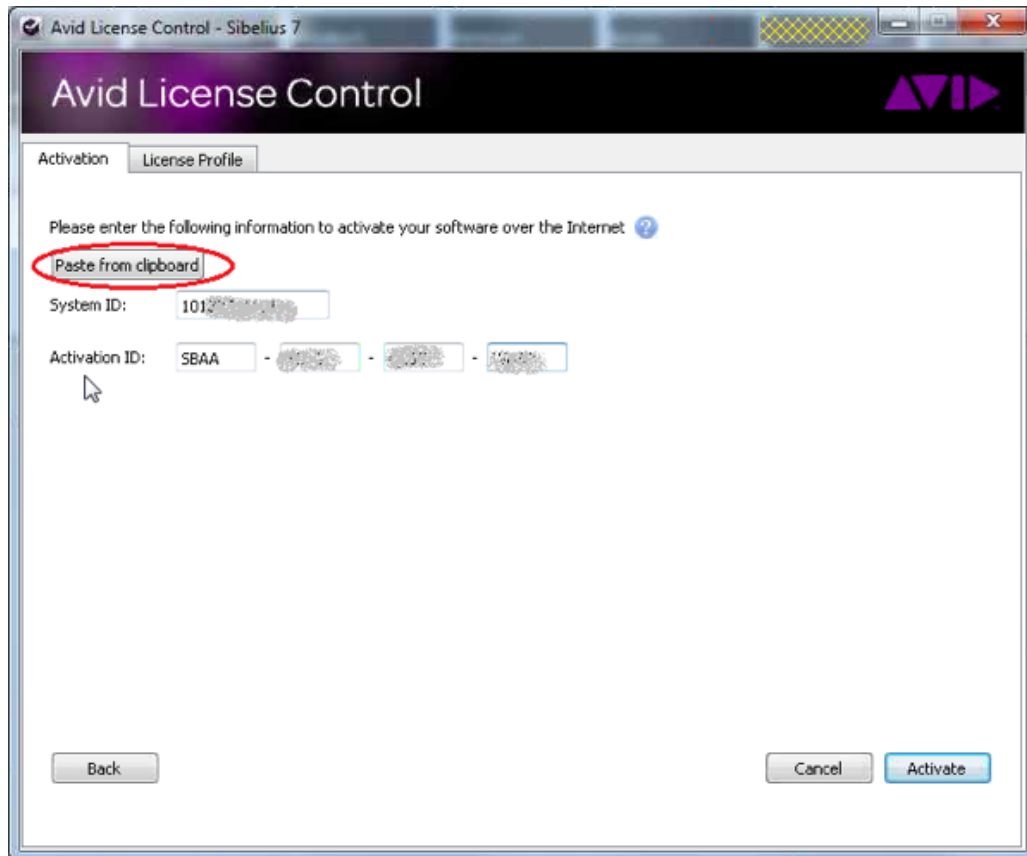 Avid License Control - Sibelius 7
Avid License Control
AVID
Activation License Profile
Please enter the following information to activate your software over the Internet ?
Paste from clipboard
System ID: 101
Activation ID: SBAA - - -
Back Cancel Activate